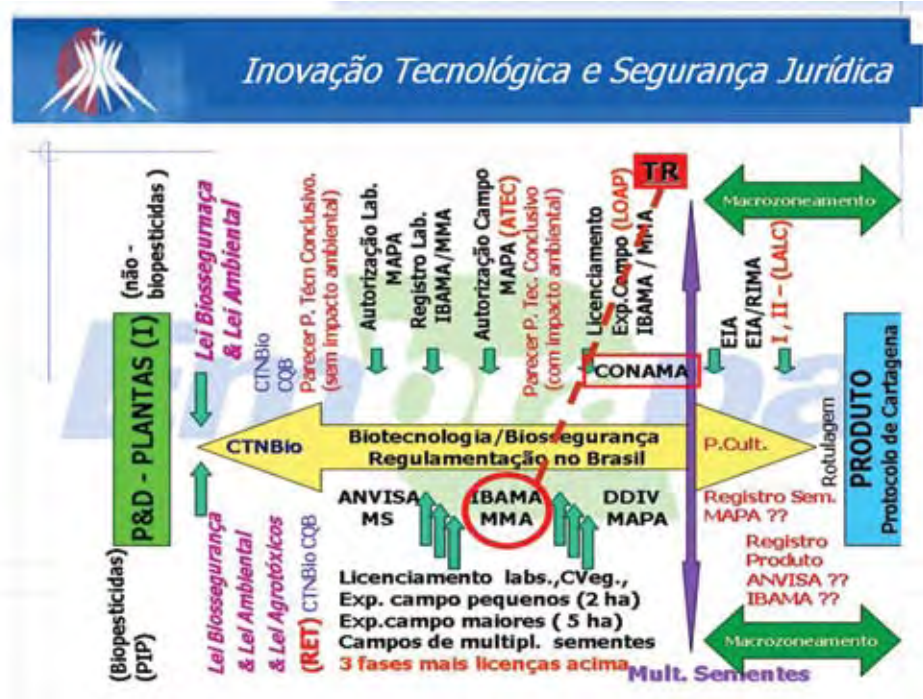 Inovação Tecnológica e Segurança Jurídica
P&D - PLANTAS (I)
(não -
biopesticidas )
Lei Biossegurnaça
& Lei Ambiental
CTNBio
CQB
Parecer P. Técn Conclusivo.
(sem impacto ambiental)
Autorização Lab.
MAPA
Registro Lab.
IBAMA/MMA
Autorização Campo
MAPA (ATEC)
Parecer P. Tec. Conclusivo
(com impacto ambiental)
Licenciamento
Exp.Campo (LOAP)
IBAMA / MMA
TR
Macrozoneamento
EIA
EIA/RIMA
I, II - (LALC)
CONAMA
CTNBio
Biotecnologia/Biossegurança
Regulamentação no Brasil
P.Cult.
Rotulagem
PRODUTO
Protocolo de Cartagena
Embrapa
(Biopesticidas)
(PIP)
Lei Biossegurança
& Lei Ambiental
& Lei Agrotóxicos
(RET) CTNBio CQB
ANVISA
MS
IBAMA
MMA
DDIV
MAPA
Licenciamento labs.,CVeg.,
Exp. campo pequenos (2 ha)
Exp.campo maiores ( 5 ha)
Campos de multipl. sementes
3 fases mais licenças acima
Mult. Sementes
Registro Sem.
MAPA ??
Registro
Produto
ANVISA ??
IBAMA ??
Macrozoneamento